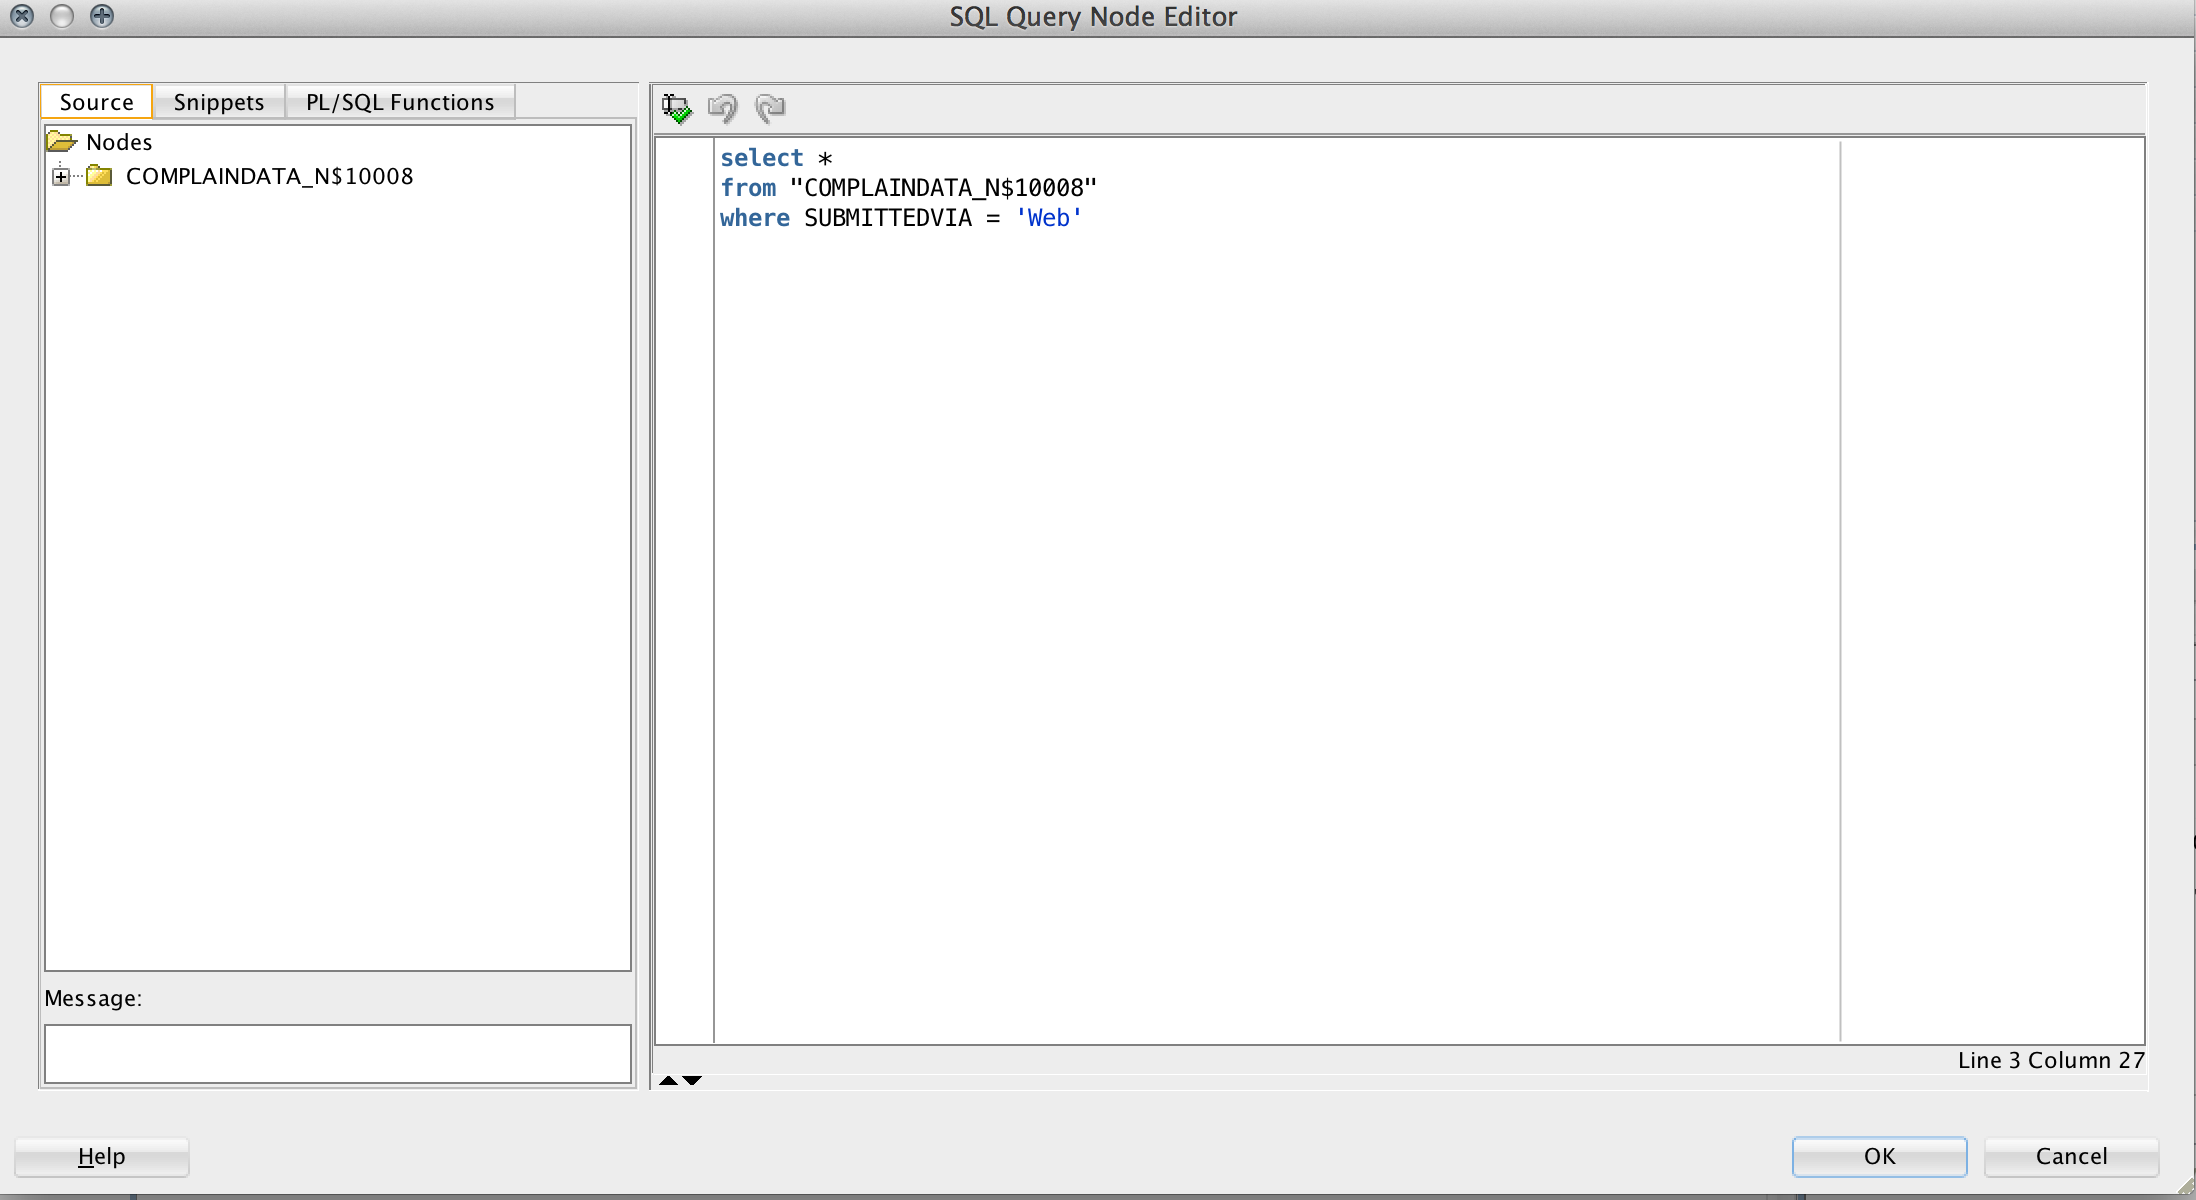 SQL Query Node Editor
Source Snippets PL/SQL Functions
Nodes
COMPLAINDATA_N$10008
select *
from "COMPLAINDATA_N$10008"
where SUBMITTEDVIA = 'Web'
Message:
Line 3 Column 27
Help OK Cancel